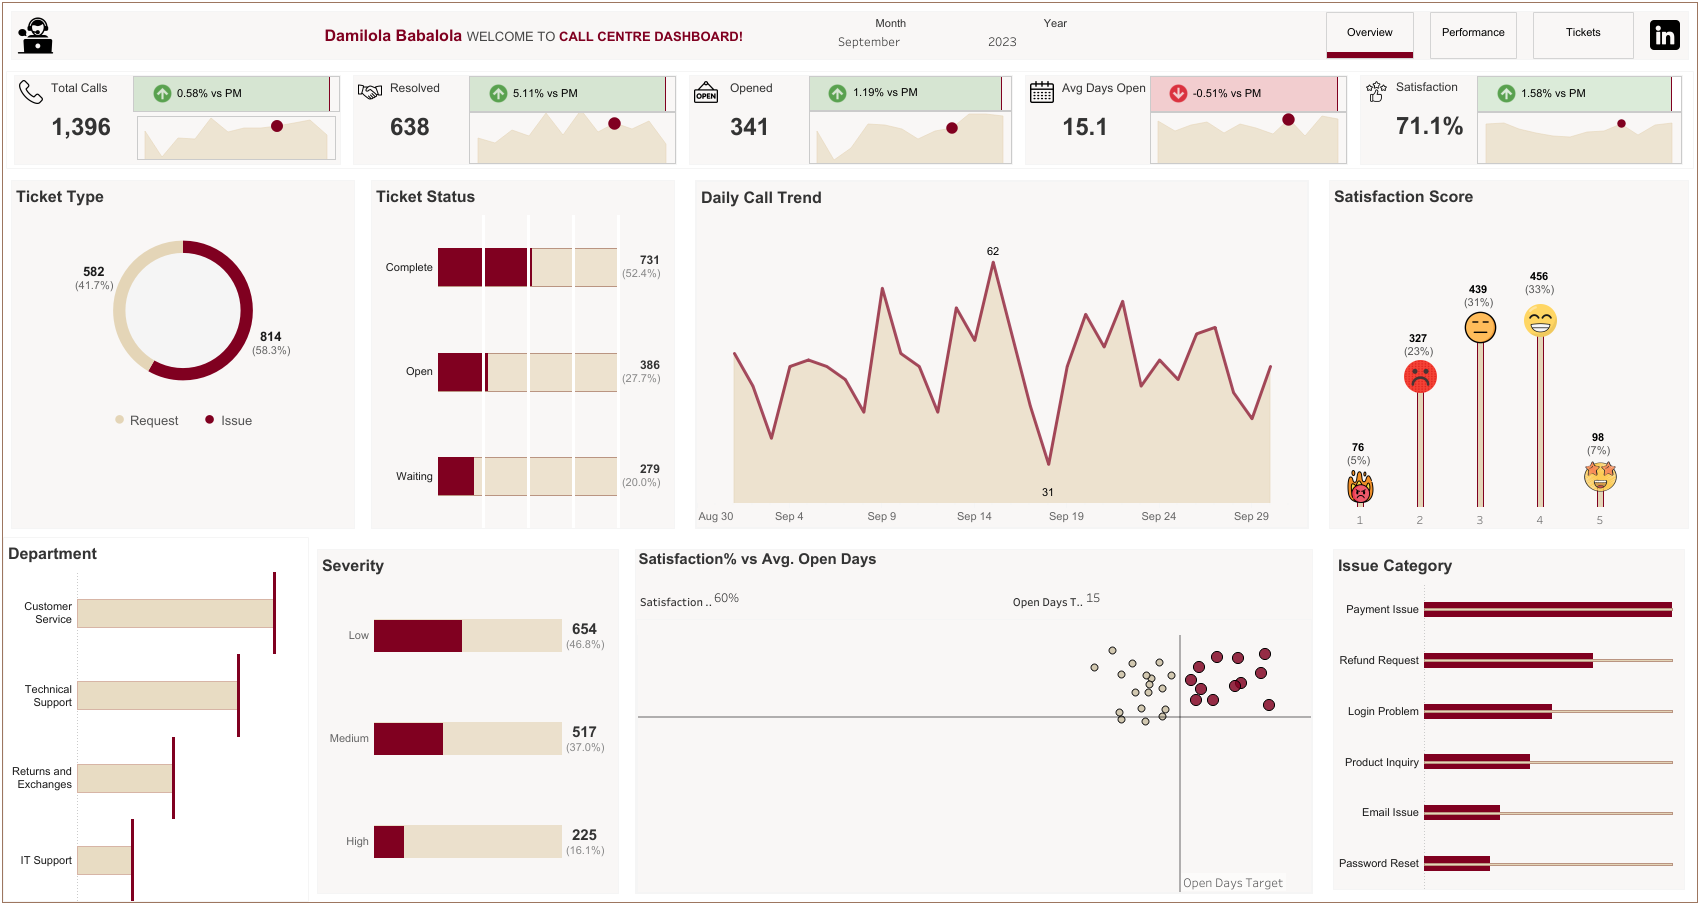 Damilola Babalola WELCOME TO CALL CENTRE DASHBOARD!
Month
September
Year
2023
Overview
Performance
Tickets
in
Total Calls
1,396
0.58% vs PM
Resolved
638
5.11% vs PM
OPEN
Opened
341
1.19% vs PM
Avg Days Open
15.1
-0.51% vs PM
Satisfaction
71.1%
1.58% vs PM
Ticket Type
582
(41.7%)
814
(58.3%)
Request
Issue
Ticket Status
Complete
731
(52.4%)
Open
386
(27.7%)
Waiting
279
(20.0%)
Daily Call Trend
62
31
Aug 30
Sep 4
Sep 9
Sep 14
Sep 19
Sep 24
Sep 29
Satisfaction Score
76
(5%)
327
(23%)
439
(31%)
456
(33%)
98
(7%)
1
2
3
4
5
Department
Customer
Service
Technical
Support
Returns and
Exchanges
IT Support
Severity
Low
654
(46.8%)
Medium
517
(37.0%)
High
225
(16.1%)
Satisfaction% vs Avg. Open Days
Satisfaction .. 60%
Open Days T.. 15
Open Days Target
Issue Category
Payment Issue
Refund Request
Login Problem
Product Inquiry
Email Issue
Password Reset